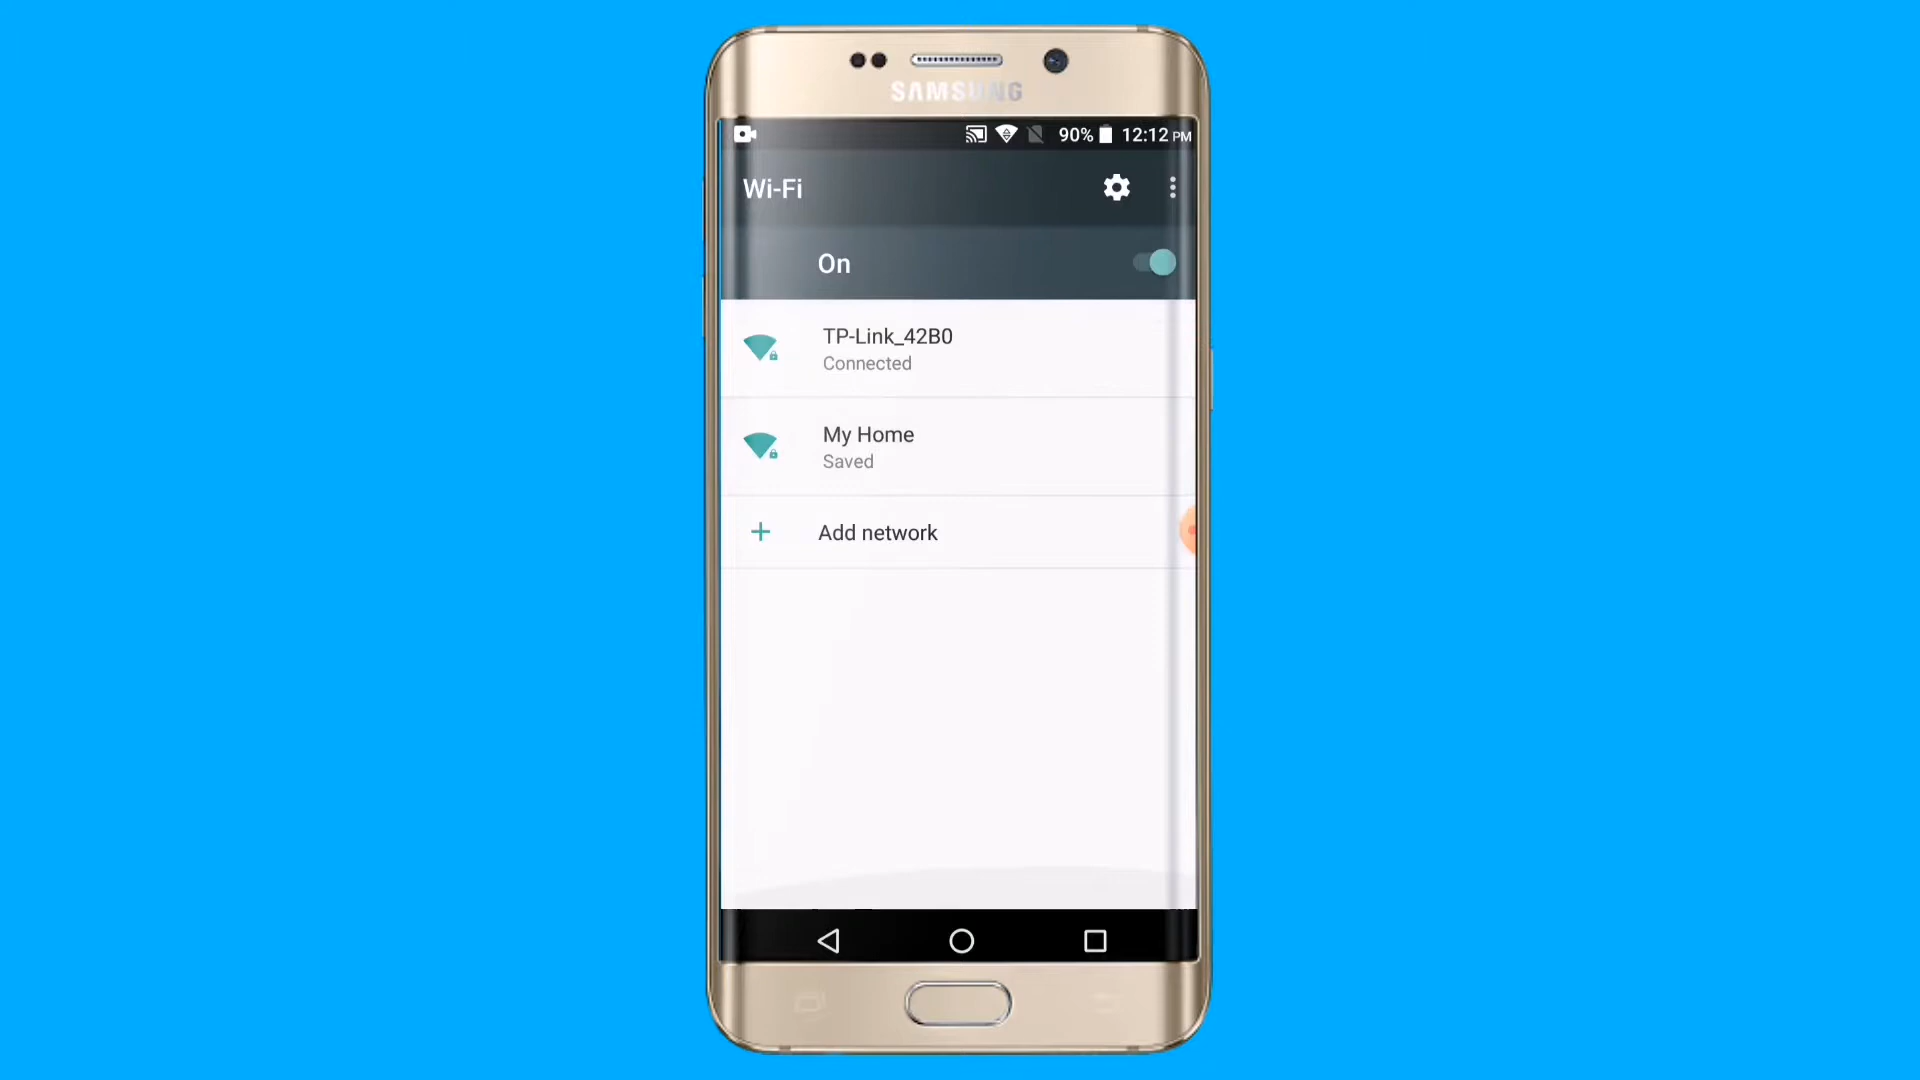 SAMSUNG
90% 12:12 PM
Wi-Fi
On
TP-Link_42B0
Connected
My Home
Saved
Add network